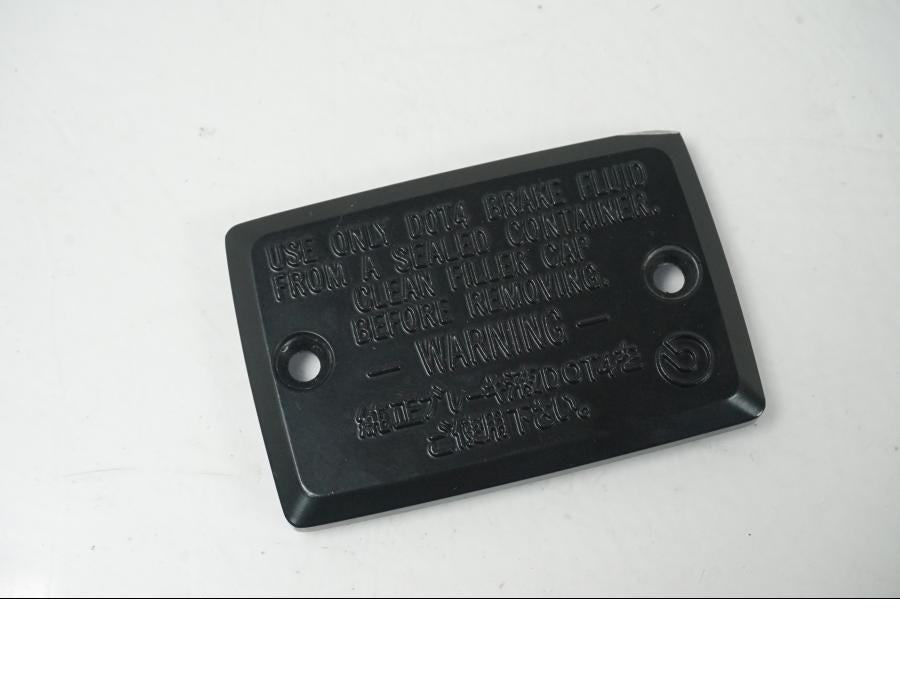 USE ONLY DOT4 BRAKE FLUID
FROM A SEALED CONTAINER.
CLEAN FILLER CAP
BEFORE REMOVING.
— WARNING —
純正ブレーキ液DOT4を
ご使用下さい。